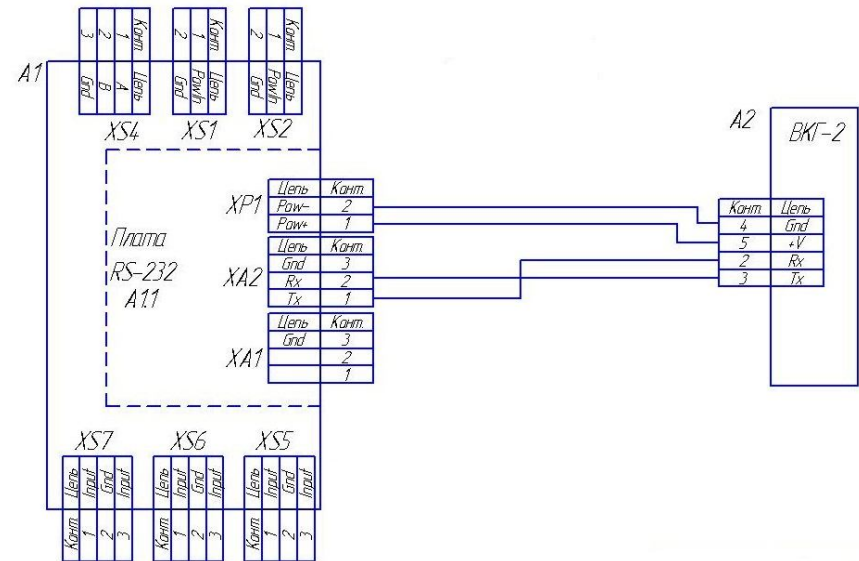 A1
Конт. 1 2 3
Цепь A B Gnd
XS4
Конт. 1 2
Цепь PowIn Gnd
XS1
Конт. 1 2
Цепь PowIn Gnd
XS2
Плата
RS-232
A1.1
XP1
Цепь Конт.
Pow- 2
Pow+ 1
XA2
Цепь Конт.
Gnd 3
Rx 2
Tx 1
XA1
Цепь Конт.
Gnd 3
2
1
A2
ВКГ-2
Конт. Цепь
4 Gnd
5 +V
2 Rx
3 Tx
XS7
Цепь Input Gnd Input
Конт. 1 2 3
XS6
Цепь Input Gnd Input
Конт. 1 2 3
XS5
Цепь Input Gnd Input
Конт. 1 2 3